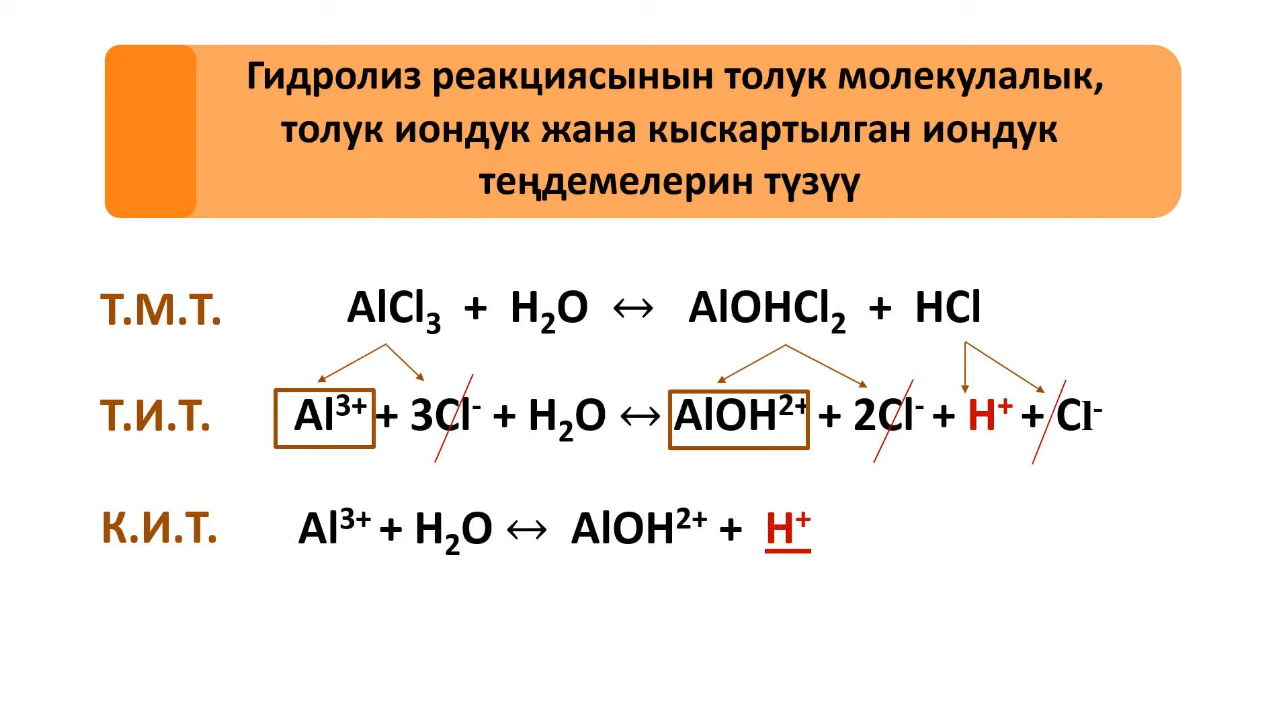 Гидролиз реакциясынын толук молекулалык,
толук иондук жана кыскартылган иондук
теңдемелерин түзүү
Т.М.Т. AlCl₃ + H₂O ↔ AlOHCl₂ + HCl
Т.И.Т. Al³⁺ + 3Cl⁻ + H₂O ↔ AlOH²⁺ + 2Cl⁻ + H⁺ + Cl⁻
К.И.Т. Al³⁺ + H₂O ↔ AlOH²⁺ + H⁺